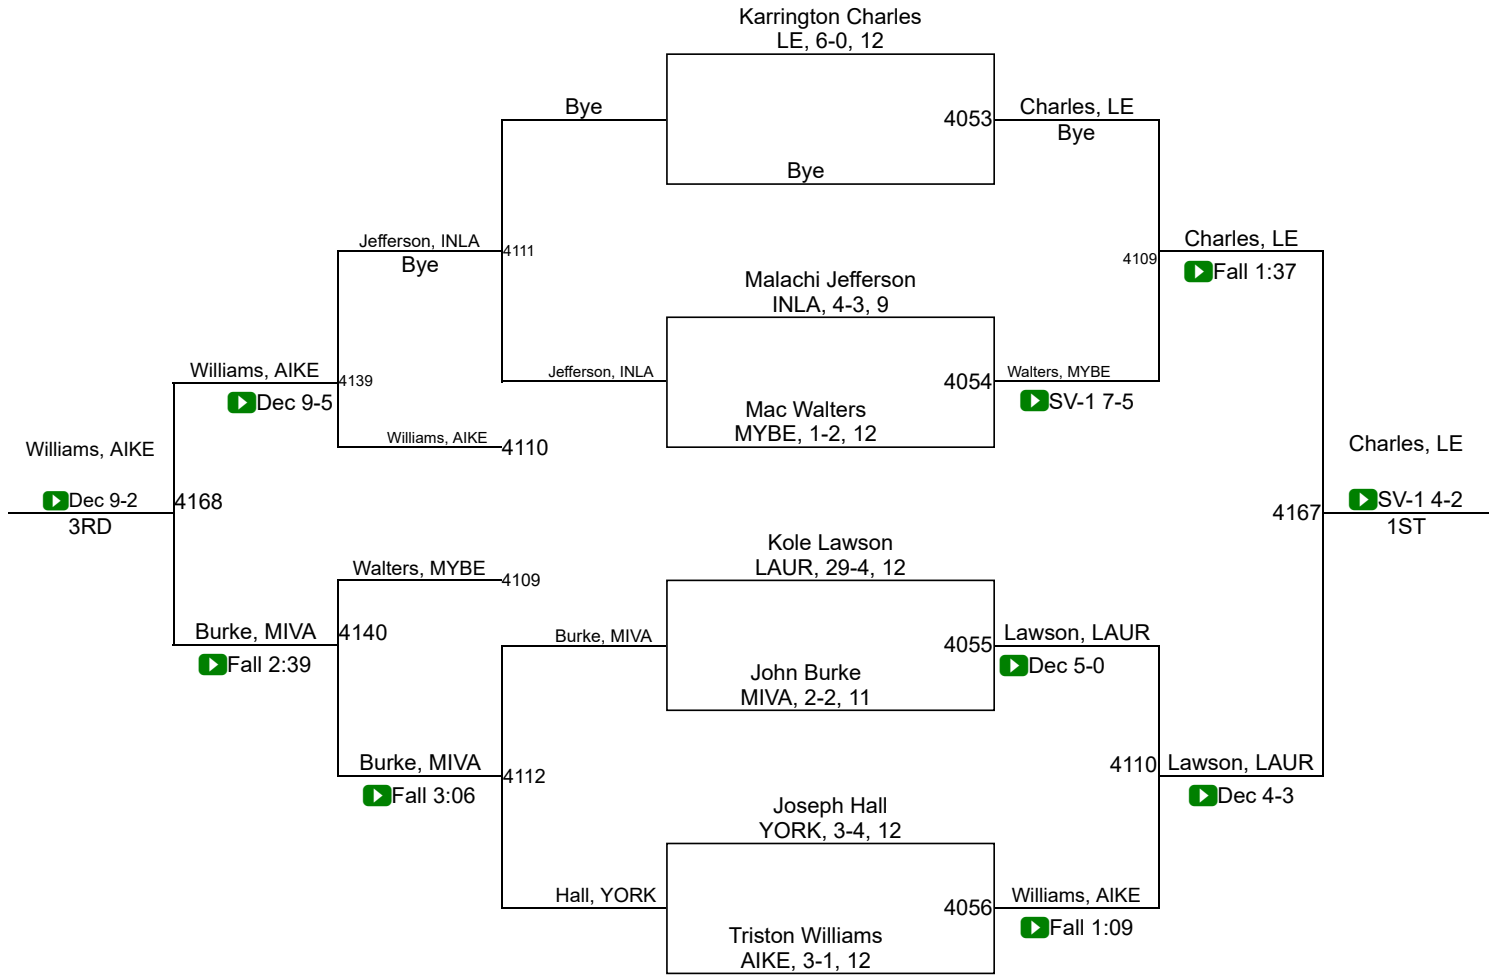 Karrington Charles
LE, 6-0, 12
Bye
4053
Charles, LE
Bye
Bye
Jefferson, INLA
Bye
4111
Charles, LE
4109
Fall 1:37
Malachi Jefferson
INLA, 4-3, 9
Williams, AIKE
4139
Dec 9-5
Jefferson, INLA
4054
Walters, MYBE
SV-1 7-5
Mac Walters
MYBE, 1-2, 12
Williams, AIKE
4110
Williams, AIKE
Charles, LE
Dec 9-2
4168
3RD
4167
SV-1 4-2
1ST
Kole Lawson
LAUR, 29-4, 12
Walters, MYBE
4109
Burke, MIVA
4140
Fall 2:39
Burke, MIVA
4055
Lawson, LAUR
Dec 5-0
John Burke
MIVA, 2-2, 11
Burke, MIVA
4112
Fall 3:06
4110
Lawson, LAUR
Dec 4-3
Joseph Hall
YORK, 3-4, 12
Hall, YORK
4056
Williams, AIKE
Fall 1:09
Triston Williams
AIKE, 3-1, 12